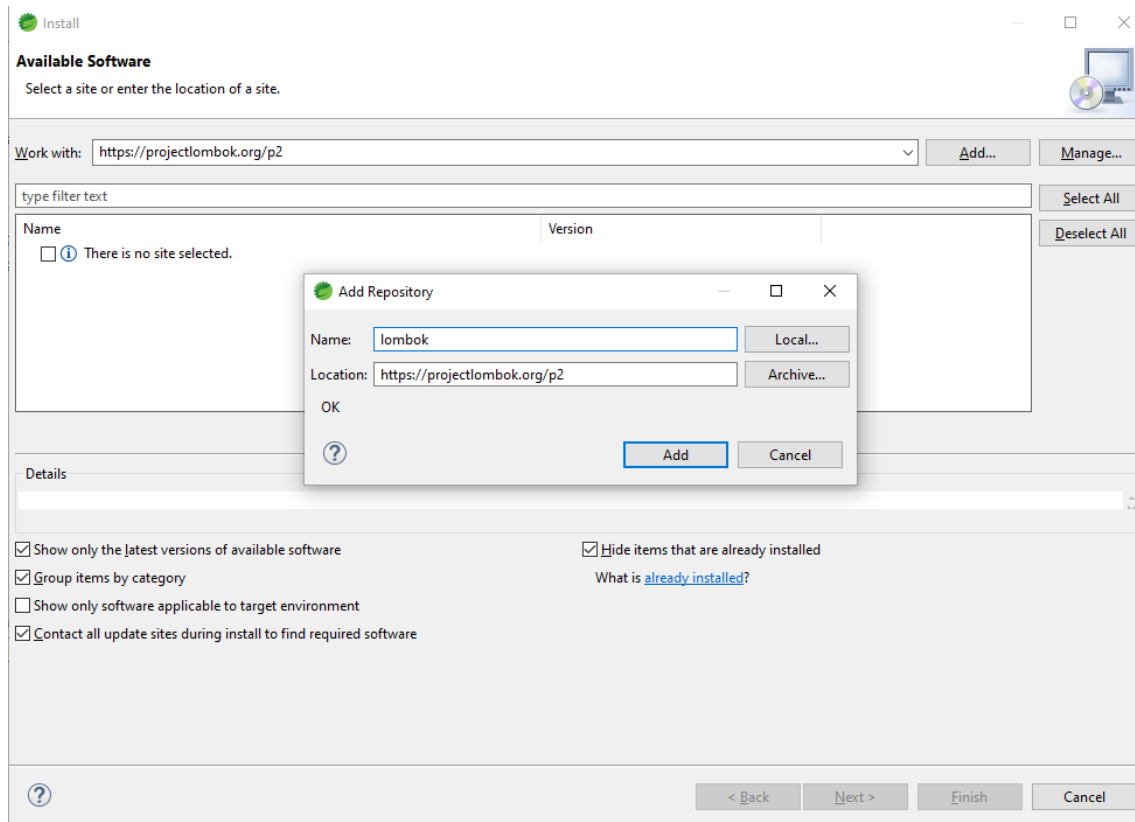 Install
Available Software
Select a site or enter the location of a site.
Work with: https://projectlombok.org/p2 Add... Manage...
type filter text Select All
Name Version Deselect All
There is no site selected.
Add Repository
Name: lombok Local...
Location: https://projectlombok.org/p2 Archive...
OK
? Add Cancel
Details
Show only the latest versions of available software Hide items that are already installed
Group items by category What is already installed?
Show only software applicable to target environment
Contact all update sites during install to find required software
? < Back Next > Finish Cancel